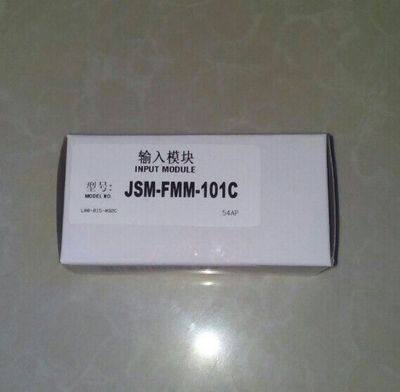 输入模块
INPUT MODULE
型号: JSM-FMM-101C
MODEL NO.
54AP